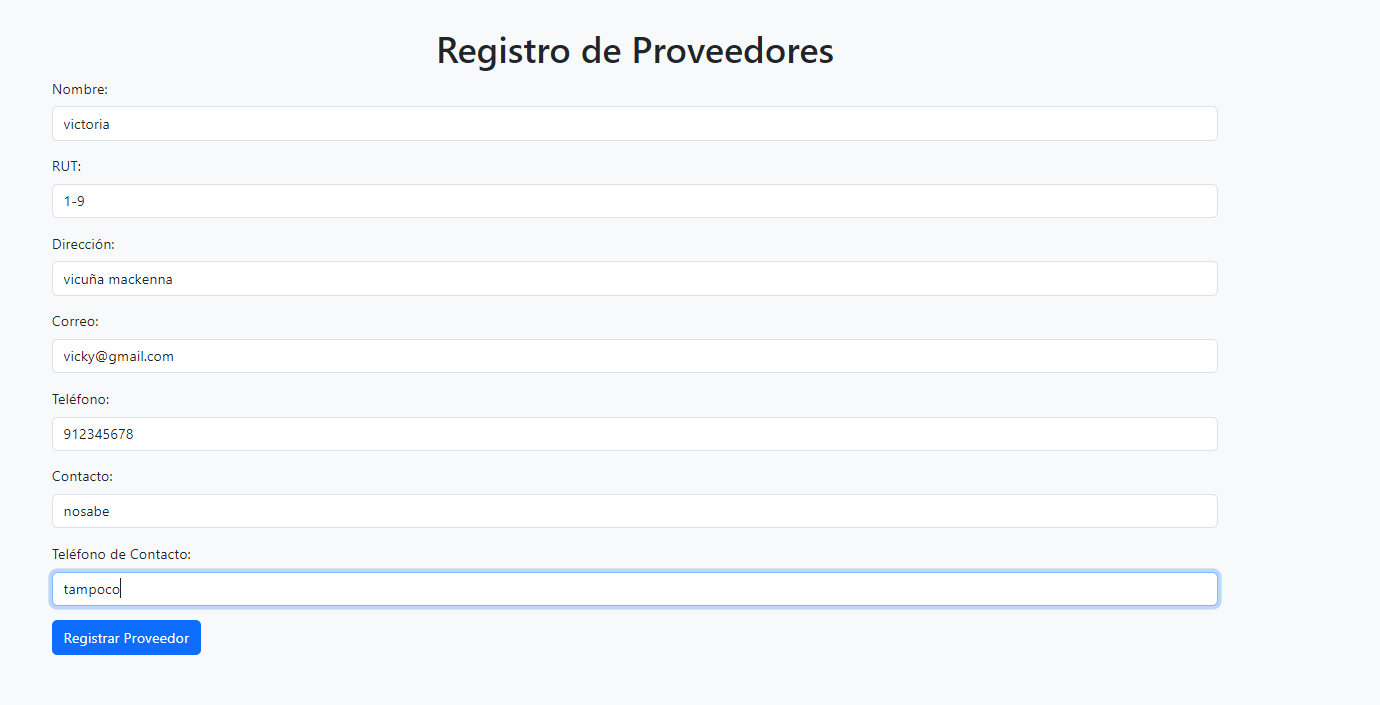 Registro de Proveedores
Nombre:
victoria
RUT:
1-9
Dirección:
vicuña mackenna
Correo:
vicky@gmail.com
Teléfono:
912345678
Contacto:
nosabe
Teléfono de Contacto:
tampoco
Registrar Proveedor